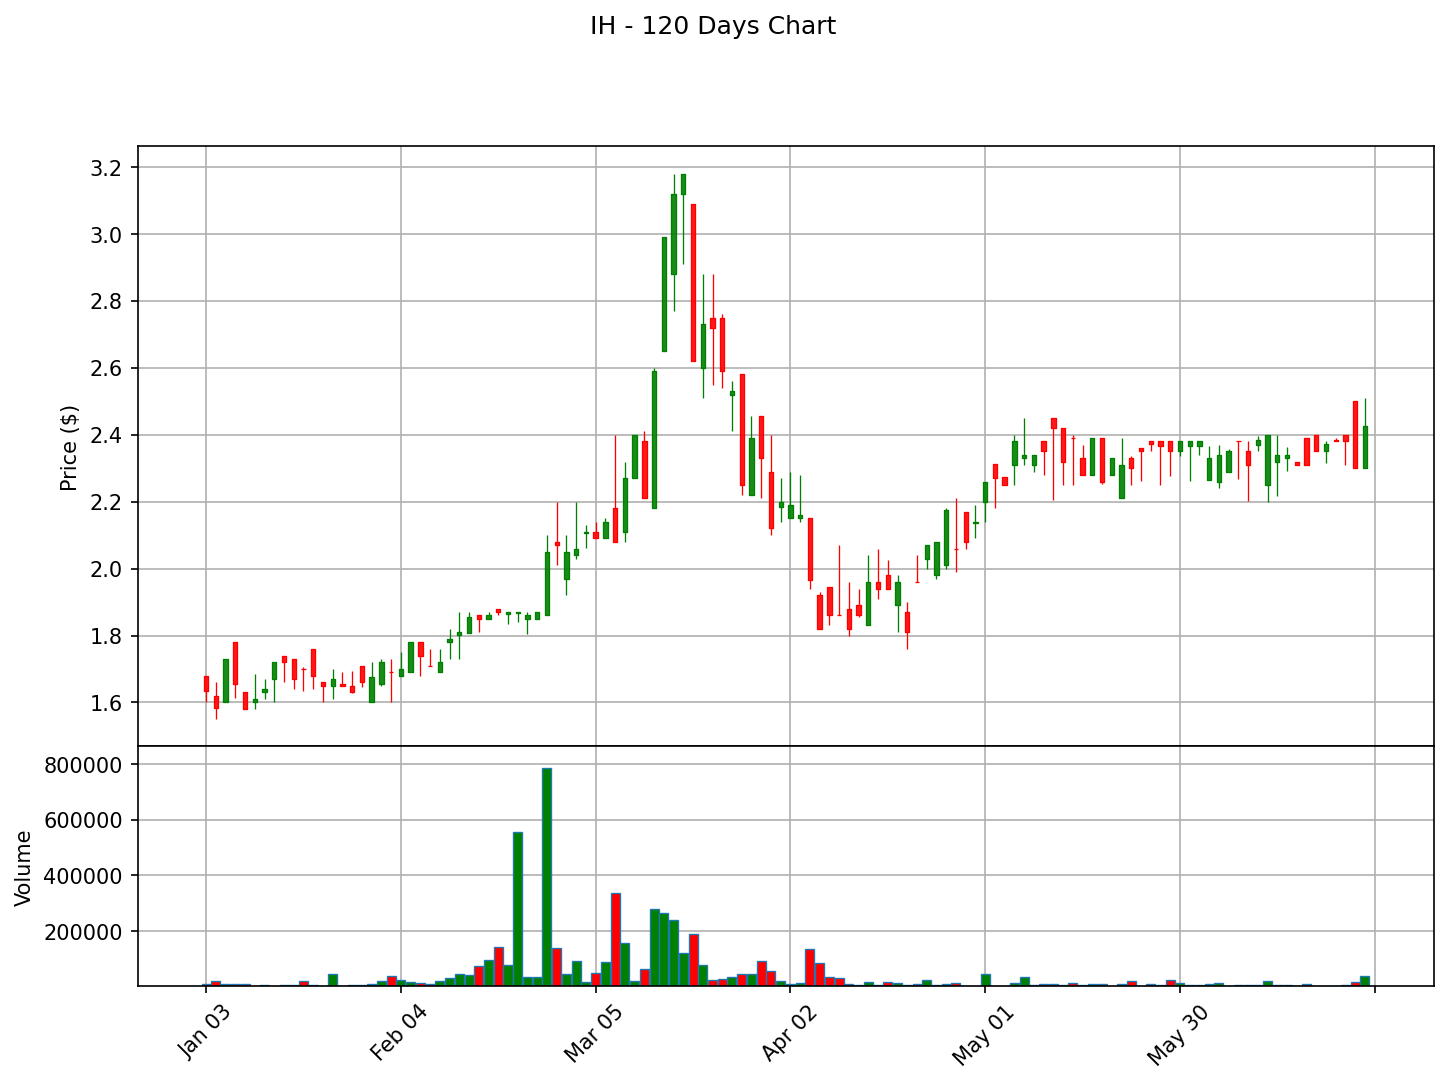 IH - 120 Days Chart
Price ($)
3.2
3.0
2.8
2.6
2.4
2.2
2.0
1.8
1.6
Volume
800000
600000
400000
200000
Jan 03
Feb 04
Mar 05
Apr 02
May 01
May 30